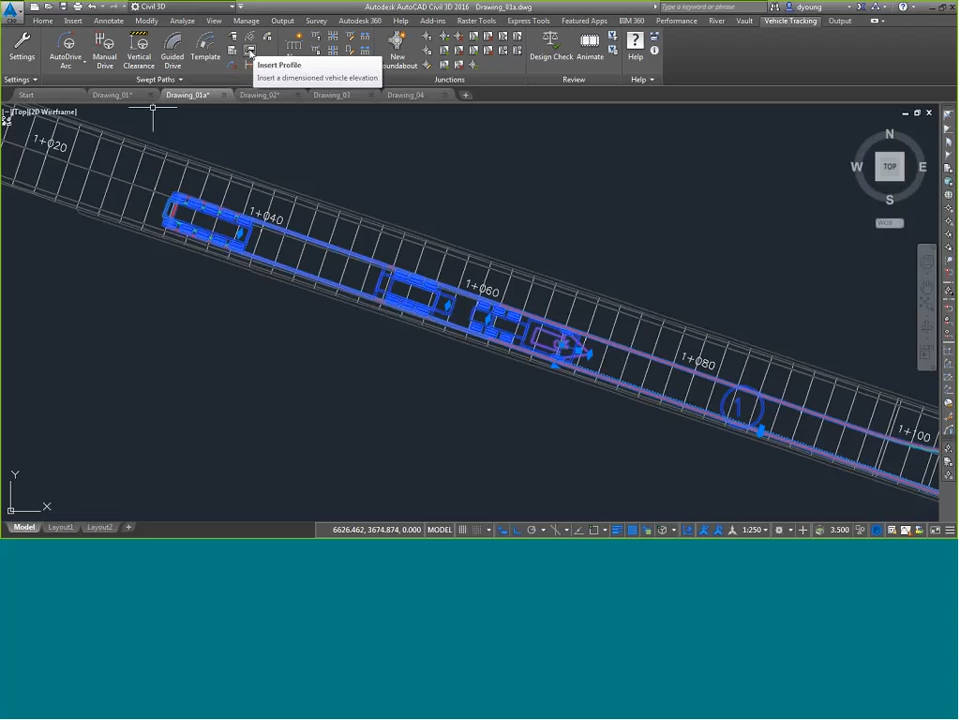 Civil 3D
Autodesk AutoCAD Civil 3D 2016 Drawing_01a.dwg
Type a keyword or phrase
dyoung
Home Insert Annotate Modify Analyze View Manage Output Survey Autodesk 360 Help Add-ins Raster Tools Express Tools Featured Apps BIM 360 Performance River Vault Vehicle Tracking Output
Settings
AutoDrive Arc
Manual Drive
Vertical Clearance
Guided Drive
Template
New
Roundabout
Design Check
Animate
Help
Insert Profile
Insert a dimensioned vehicle elevation
Settings
Swept Paths
Junctions
Review
Help
Start Drawing_01* Drawing_01a* Drawing_02* Drawing_03 Drawing_04
[−][Top][2D Wireframe]
N
W TOP E
S
WCS
1+020
1+040
1+060
1+080
1
1+100
Y
X
Model Layout1 Layout2
6626.462, 3674.874, 0.000 MODEL 1:250 3.500